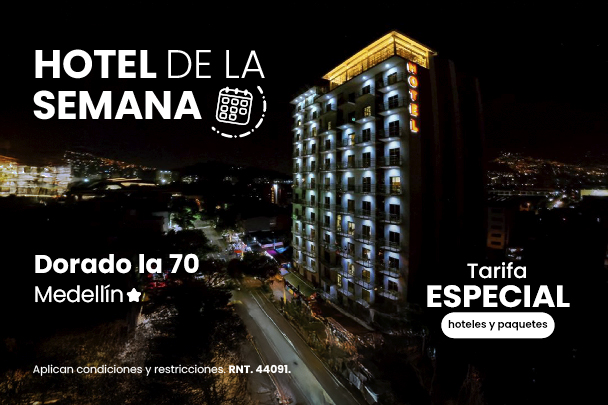 HOTEL DE LA
SEMANA
HOTEL
Dorado la 70
Medellín
Tarifa
ESPECIAL
hoteles y paquetes
Aplican condiciones y restricciones. RNT. 44091.